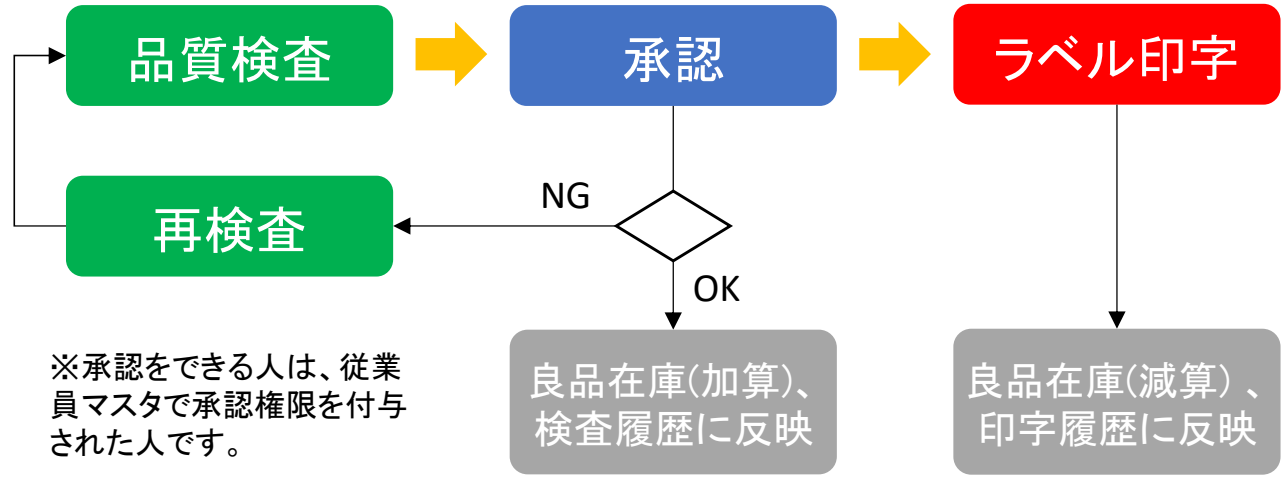 品質検査
承認
ラベル印字
NG
再検査
OK
※承認をできる人は、従業
員マスタで承認権限を付与
された人です。
良品在庫(加算)、
検査履歴に反映
良品在庫(減算)、
印字履歴に反映